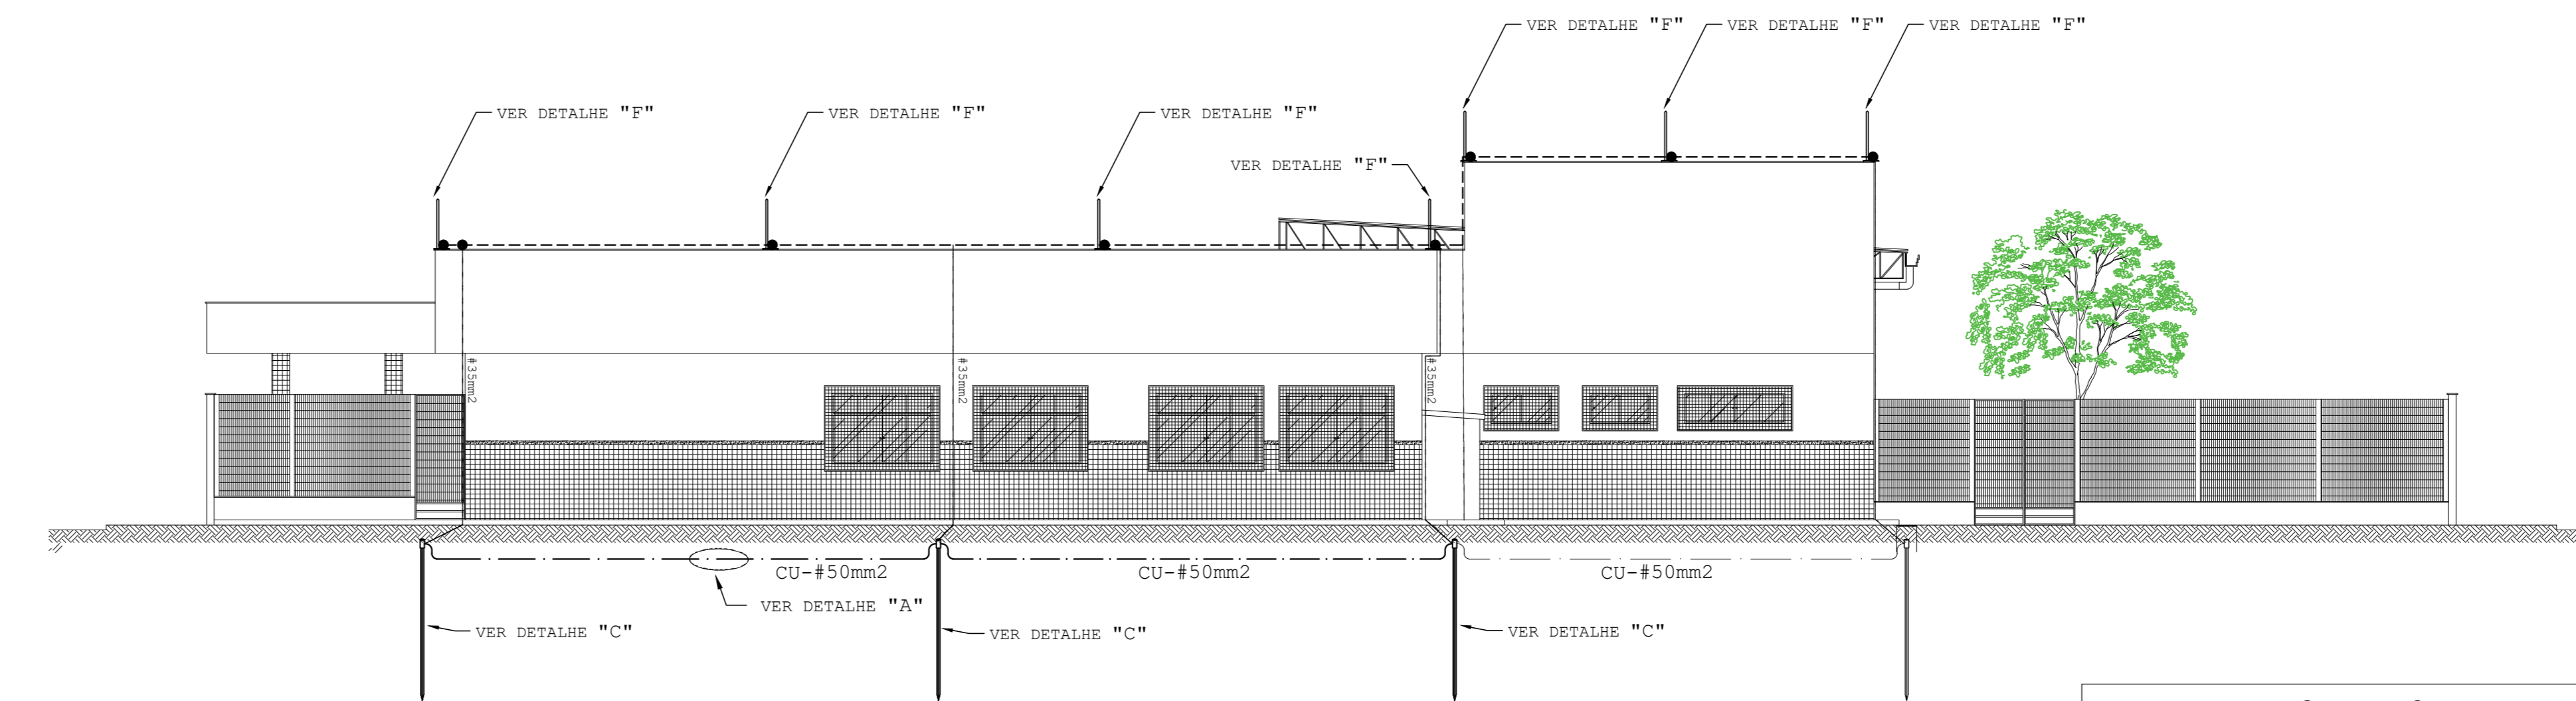 VER DETALHE "F"
VER DETALHE "F"
VER DETALHE "F"
VER DETALHE "F"
VER DETALHE "F"
VER DETALHE "F"
VER DETALHE "F"
#35mm2
#35mm2
#35mm2
CU-#50mm2
CU-#50mm2
CU-#50mm2
VER DETALHE "A"
VER DETALHE "C"
VER DETALHE "C"
VER DETALHE "C"